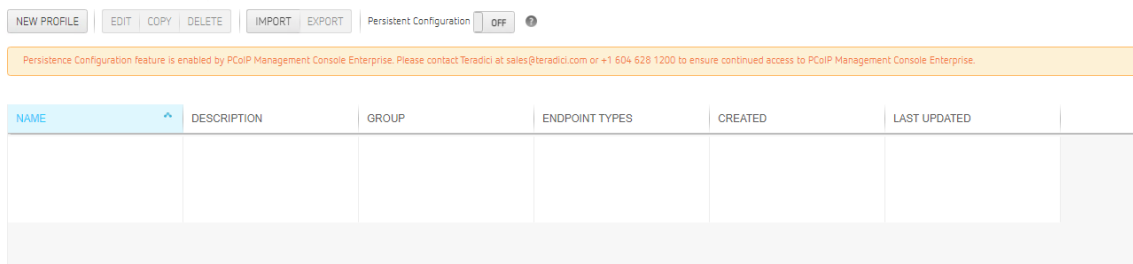 NEW PROFILE EDIT COPY DELETE IMPORT EXPORT Persistent Configuration OFF ?
Persistence Configuration feature is enabled by PCoIP Management Console Enterprise. Please contact Teradici at sales@teradici.com or +1 604 628 1200 to ensure continued access to PCoIP Management Console Enterprise.
NAME DESCRIPTION GROUP ENDPOINT TYPES CREATED LAST UPDATED